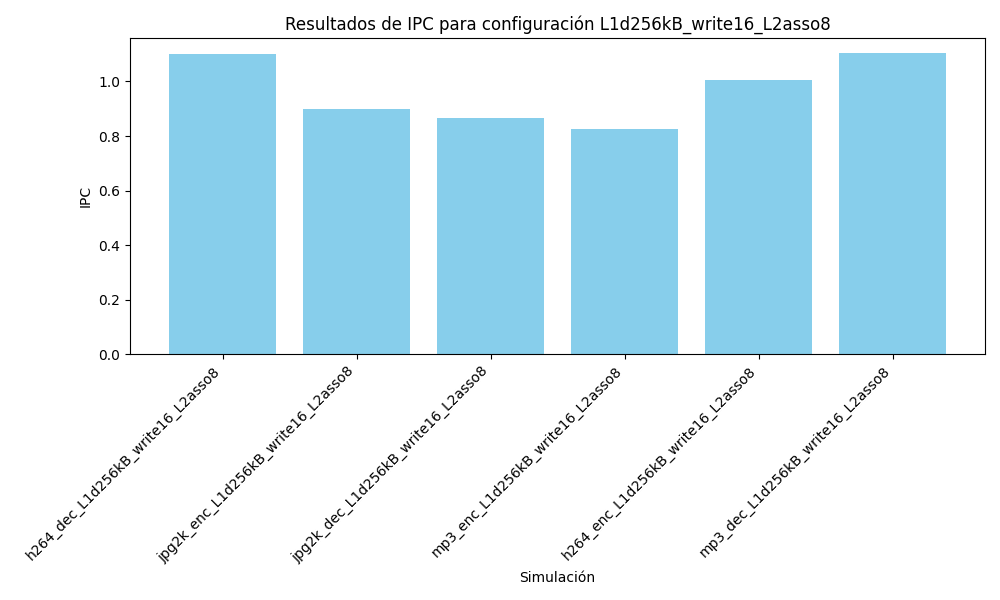 Resultados de IPC para configuración L1d256kB_write16_L2asso8
IPC
1.0
0.8
0.6
0.4
0.2
0.0
h264_dec_L1d256kB_write16_L2asso8
jpg2k_enc_L1d256kB_write16_L2asso8
jpg2k_dec_L1d256kB_write16_L2asso8
mp3_enc_L1d256kB_write16_L2asso8
h264_enc_L1d256kB_write16_L2asso8
mp3_dec_L1d256kB_write16_L2asso8
Simulación